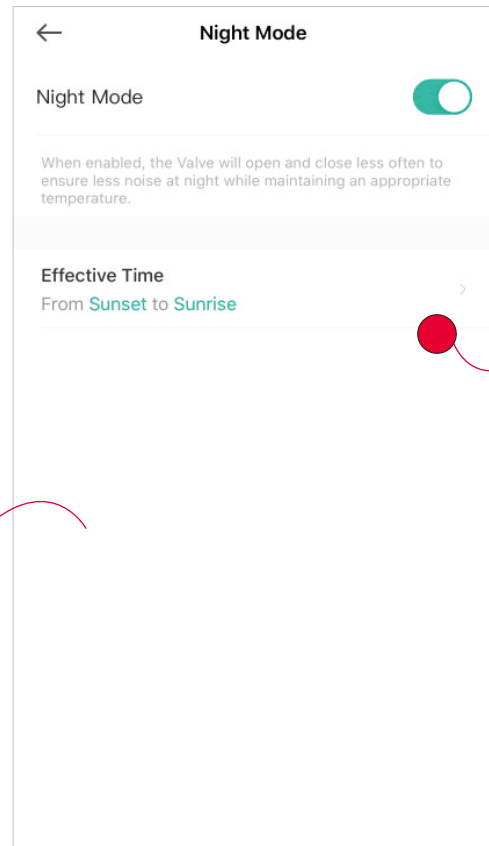 Night Mode
Night Mode
When enabled, the Valve will open and close less often to
ensure less noise at night while maintaining an appropriate
temperature.
Effective Time
From Sunset to Sunrise